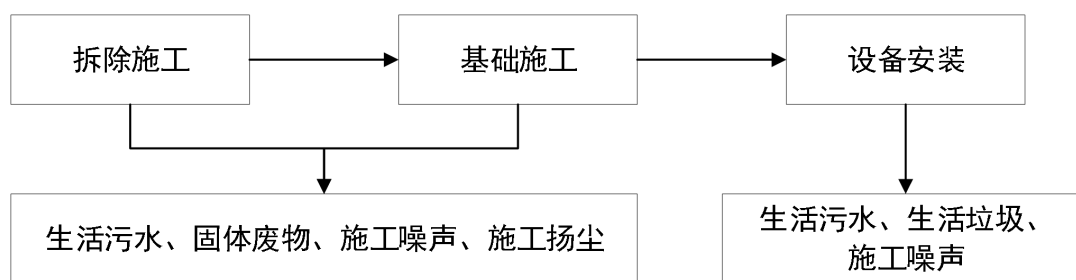 拆除施工
基础施工
设备安装
生活污水、固体废物、施工噪声、施工扬尘
生活污水、生活垃圾、
施工噪声